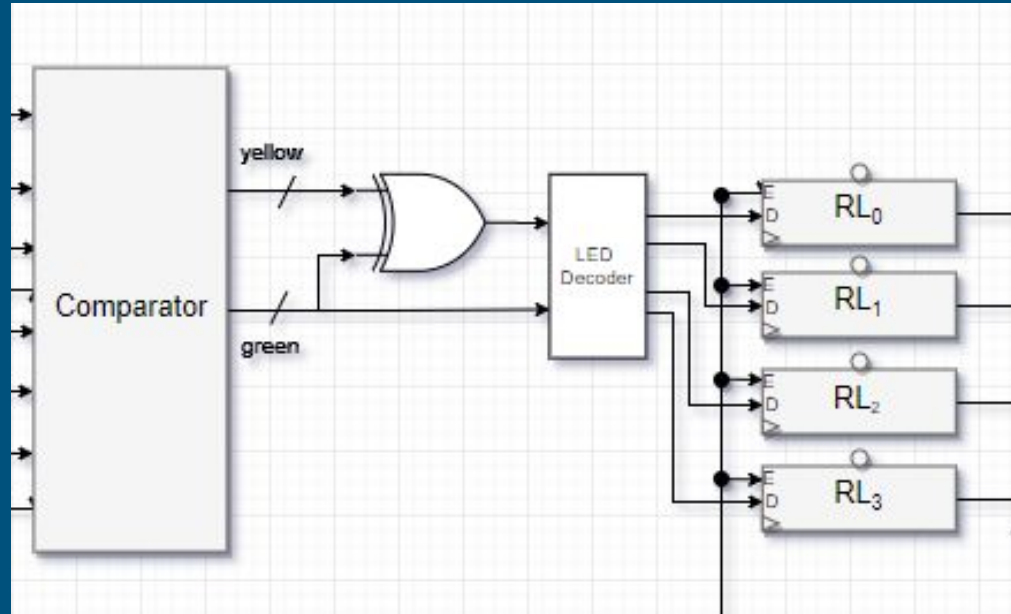 yellow
Comparator
green
LED
Decoder
E
D
RL₀
E
D
RL₁
E
D
RL₂
E
D
RL₃